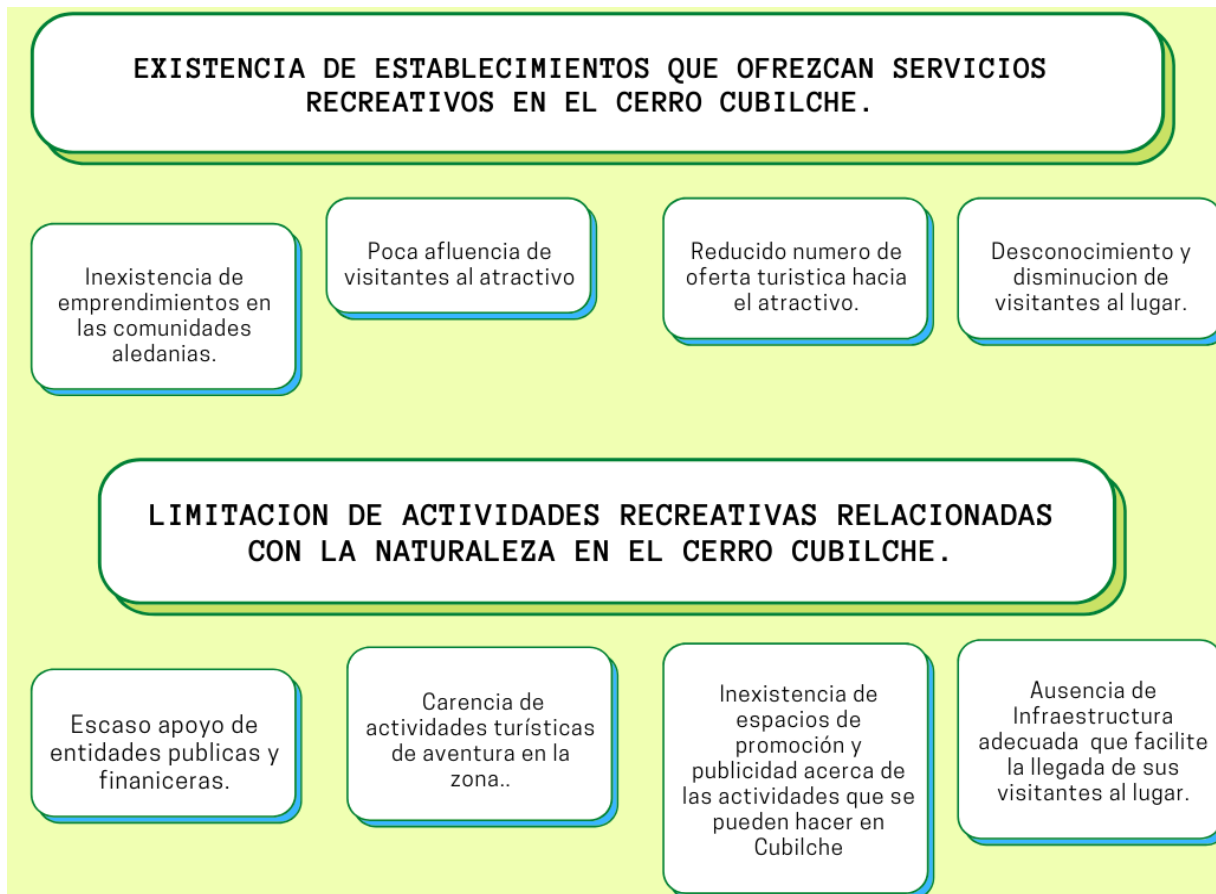 EXISTENCIA DE ESTABLECIMIENTOS QUE OFREZCAN SERVICIOS
RECREATIVOS EN EL CERRO CUBILCHE.
Inexistencia de
emprendimientos en
las comunidades
aledanias.
Poca afluencia de
visitantes al atractivo
Reducido numero de
oferta turistica hacia
el atractivo.
Desconocimiento y
disminucion de
visitantes al lugar.
LIMITACION DE ACTIVIDADES RECREATIVAS RELACIONADAS
CON LA NATURALEZA EN EL CERRO CUBILCHE.
Escaso apoyo de
entidades publicas y
finaniceras.
Carencia de
actividades turísticas
de aventura en la
zona..
Inexistencia de
espacios de
promoción y
publicidad acerca de
las actividades que se
pueden hacer en
Cubilche
Ausencia de
Infraestructura
adecuada que facilite
la llegada de sus
visitantes al lugar.